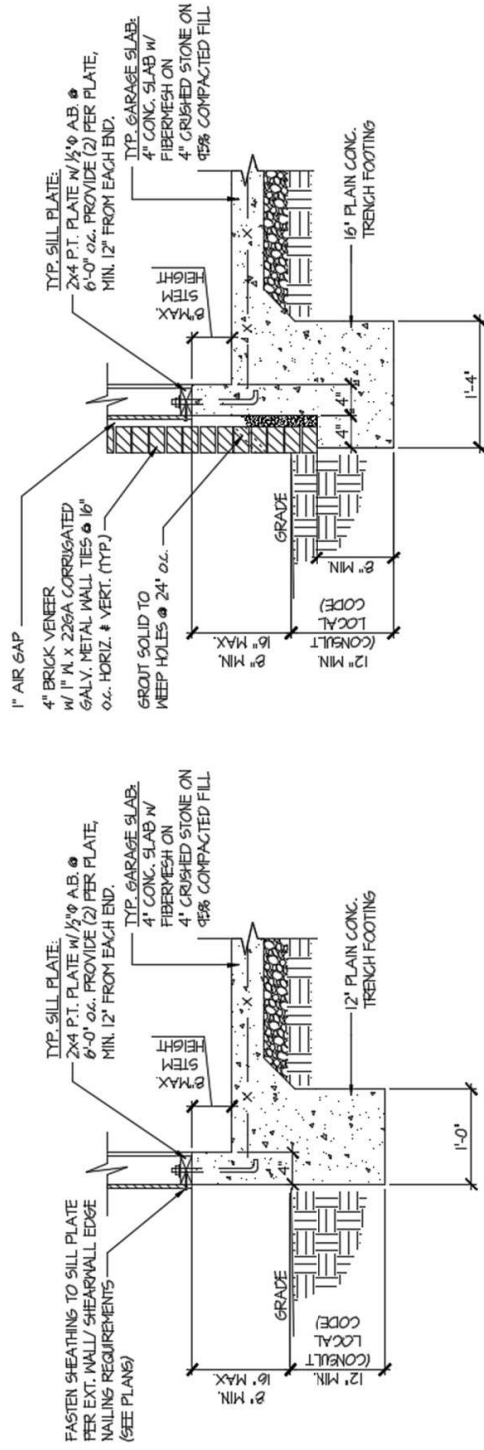 FASTEN SHEATHING TO SILL PLATE
PER EXT. WALL/ SHEARWALL EDGE
NAILING REQUIREMENTS
(SEE PLANS)
TYP. SILL PLATE:
2x4 P.T. PLATE W/ ½"Φ A.B. @
6'-0" o.c. PROVIDE (2) PER PLATE,
MIN. 12" FROM EACH END.
8" MAX.
STEM
HEIGHT
TYP. GARAGE SLAB:
4" CONC. SLAB W/
FIBERMESH ON
4" CRUSHED STONE ON
95% COMPACTED FILL
8" MIN.
16" MAX.
GRADE
12" MIN.
(CONSULT
LOCAL
CODE)
4"
12" PLAIN CONC.
TRENCH FOOTING
1'-0"
1" AIR GAP
4" BRICK VENEER
W/ 1" W. x 22GA CORRUGATED
GALV. METAL WALL TIES @ 16"
o.c. HORIZ. & VERT. (TYP.)
GROUT SOLID TO
WEEP HOLES @ 24" o.c.
TYP. SILL PLATE:
2x4 P.T. PLATE W/ ½"Φ A.B. @
6'-0" o.c. PROVIDE (2) PER PLATE,
MIN. 12" FROM EACH END.
8" MAX.
STEM
HEIGHT
TYP. GARAGE SLAB:
4" CONC. SLAB W/
FIBERMESH ON
4" CRUSHED STONE ON
95% COMPACTED FILL
8" MIN.
16" MAX.
GRADE
12" MIN.
(CONSULT
LOCAL
CODE)
8" MIN.
4"
4"
16" PLAIN CONC.
TRENCH FOOTING
1'-4"